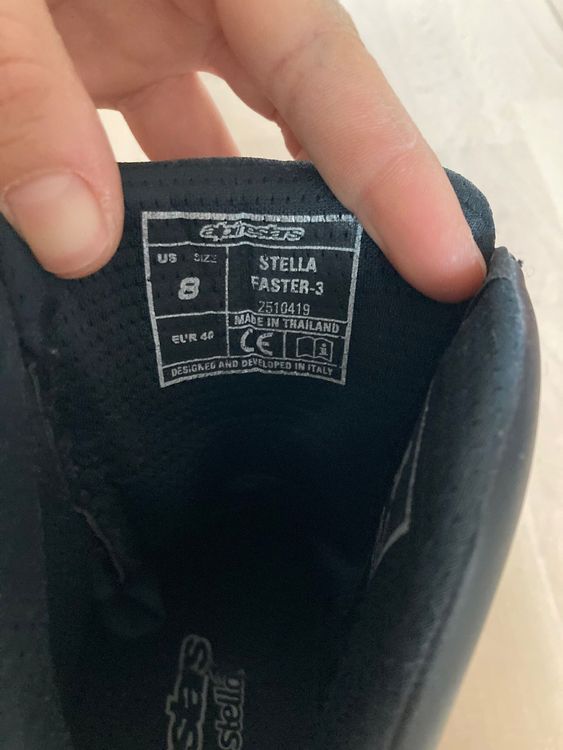 alpinestars
US SIZE
8
EUR 40
STELLA
FASTER-3
2510419
MADE IN THAILAND
CE
i
DESIGNED AND DEVELOPED IN ITALY
stars
Stella